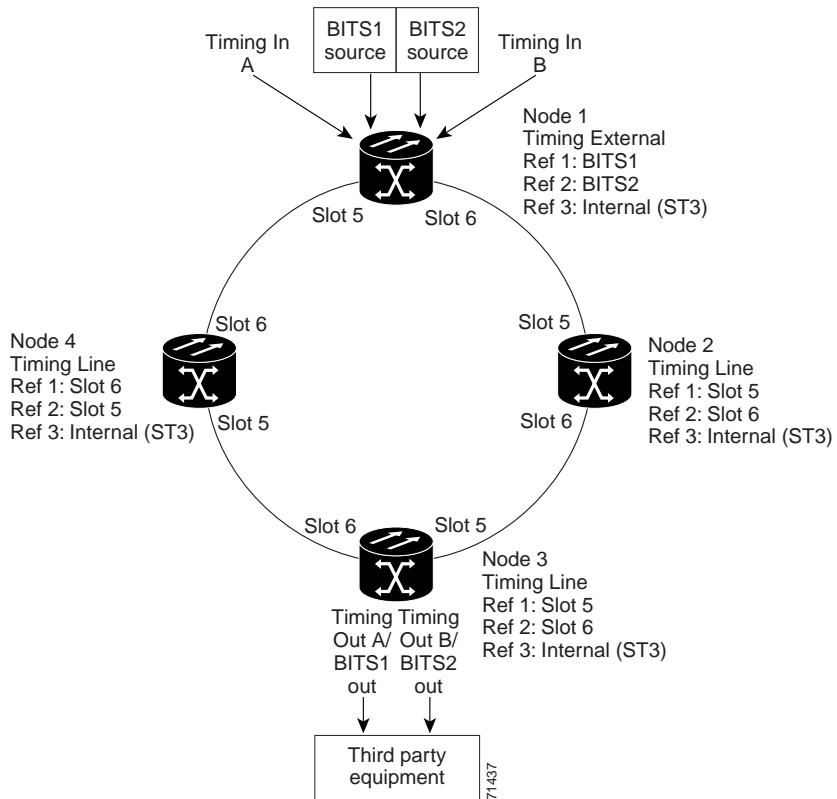 Timing In
A
BITS1
source
BITS2
source
Timing In
B
Node 1
Timing External
Ref 1: BITS1
Ref 2: BITS2
Ref 3: Internal (ST3)
Slot 5
Slot 6
Node 4
Timing Line
Ref 1: Slot 6
Ref 2: Slot 5
Ref 3: Internal (ST3)
Slot 6
Slot 5
Slot 5
Slot 6
Node 2
Timing Line
Ref 1: Slot 5
Ref 2: Slot 6
Ref 3: Internal (ST3)
Slot 6
Slot 5
Node 3
Timing Line
Ref 1: Slot 5
Ref 2: Slot 6
Ref 3: Internal (ST3)
Timing
Out A/
BITS1
out
Timing
Out B/
BITS2
out
Third party
equipment
71437